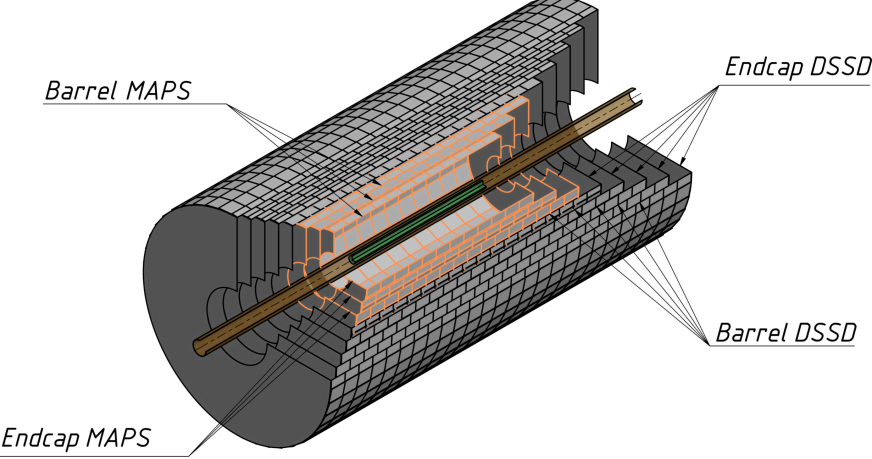 Endcap DSSD
Barrel MAPS
Barrel DSSD
Endcap MAPS